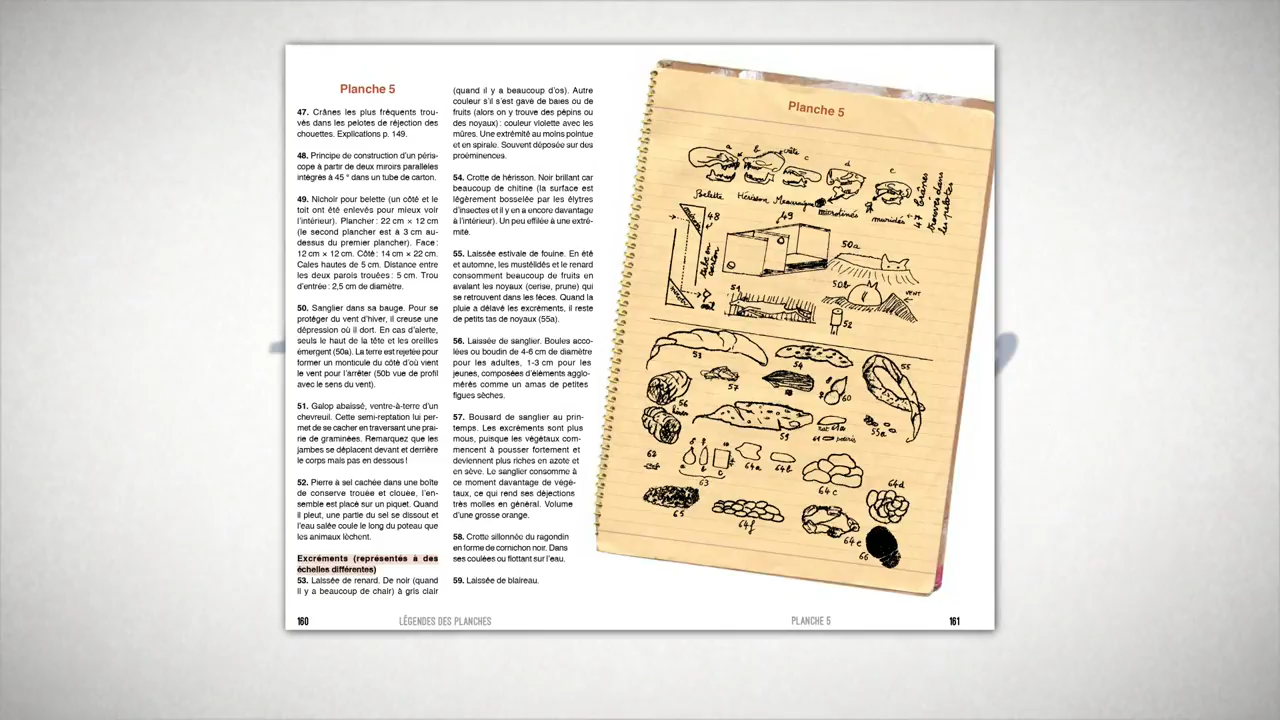 Planche 5
47. Crânes les plus fréquents trou-
vés dans les pelotes de réjection des
chouettes. Explications p. 149.
48. Principe de construction d'un péris-
cope à partir de deux miroirs parallèles
intégrés à 45 ° dans un tube de carton.
49. Nichoir pour belette (un côté et le
toit ont été enlevés pour mieux voir
l'intérieur). Plancher : 22 cm × 12 cm
(le second plancher est à 3 cm au-
dessus du premier plancher). Face :
12 cm × 12 cm. Côté : 14 cm × 22 cm.
Cales hautes de 5 cm. Distance entre
les deux parois trouées : 5 cm. Trou
d'entrée : 2,5 cm de diamètre.
50. Sanglier dans sa bauge. Pour se
protéger du vent d'hiver, il creuse une
dépression où il dort. En cas d'alerte,
seuls le haut de la tête et les oreilles
émergent (50a). La terre est rejetée pour
former un monticule du côté d'où vient
le vent pour l'arrêter (50b vue de profil
avec le sens du vent).
51. Galop abaissé, ventre-à-terre d'un
chevreuil. Cette semi-reptation lui per-
met de se cacher en traversant une prai-
rie de graminées. Remarquez que les
jambes se déplacent devant et derrière
le corps mais pas en dessous !
52. Pierre à sel cachée dans une boîte
de conserve trouée et clouée, l'en-
semble est placé sur un piquet. Quand
il pleut, une partie du sel se dissout et
l'eau salée coule le long du poteau que
les animaux lèchent.
Excréments (représentés à des
échelles différentes)
53. Laissée de renard. De noir (quand
il y a beaucoup de chair) à gris clair
(quand il y a beaucoup d'os). Autre
couleur s'il s'est gavé de baies ou de
fruits (alors on y trouve des pépins ou
des noyaux) : couleur violette avec les
mûres. Une extrémité au moins pointue
et en spirale. Souvent déposée sur des
proéminences.
54. Crotte de hérisson. Noir brillant car
beaucoup de chitine (la surface est
légèrement bosselée par les élytres
d'insectes et il y en a encore davantage
à l'intérieur). Un peu effilée à une extré-
mité.
55. Laissée estivale de fouine. En été
et automne, les mustélidés et le renard
consomment beaucoup de fruits en
avalant les noyaux (cerise, prune) qui
se retrouvent dans les fèces. Quand la
pluie a délavé les excréments, il reste
de petits tas de noyaux (55a).
56. Laissée de sanglier. Boules acco-
lées ou boudin de 4-6 cm de diamètre
pour les adultes, 1-3 cm pour les
jeunes, composées d'éléments agglo-
mérés comme un amas de petites
figues sèches.
57. Bousard de sanglier au prin-
temps. Les excréments sont plus
mous, puisque les végétaux com-
mencent à pousser fortement et
deviennent plus riches en azote et
en sève. Le sanglier consomme à
ce moment davantage de végé-
taux, ce qui rend ses déjections
très molles en général. Volume
d'une grosse orange.
58. Crotte sillonnée du ragondin
en forme de cornichon noir. Dans
ses coulées ou flottant sur l'eau.
59. Laissée de blaireau.
160
LÉGENDES DES PLANCHES
Planche 5
a b crête c d e
Belette Hérisson Musaraigne microtinés muridés
47 Crânes
trouvés dans
les pelotes
48
tube en
carton
49
50a
50b
VENT
51
52
53
54
55
56
hiver
57
58
60
59
rat 61a
61
55a
62
63
64a
64b
64c
64d
65
64f
64e
66
PLANCHE 5
161